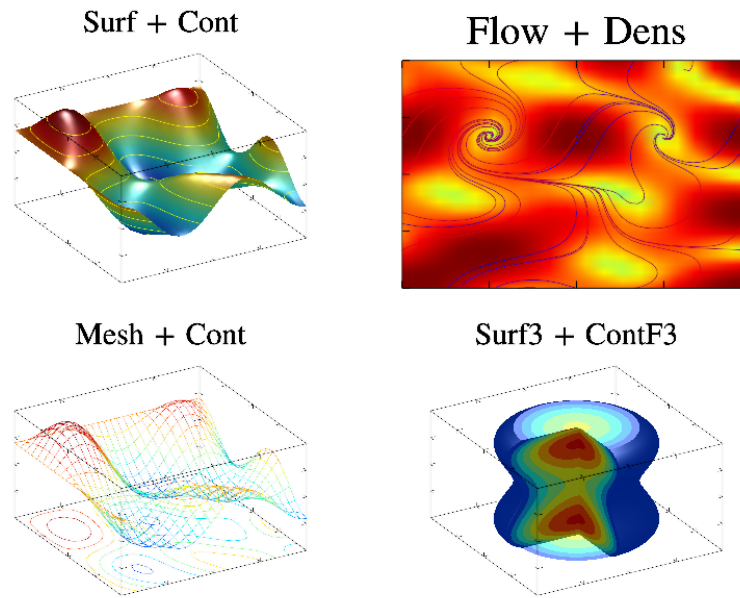 Surf + Cont
Flow + Dens
Mesh + Cont
Surf3 + ContF3